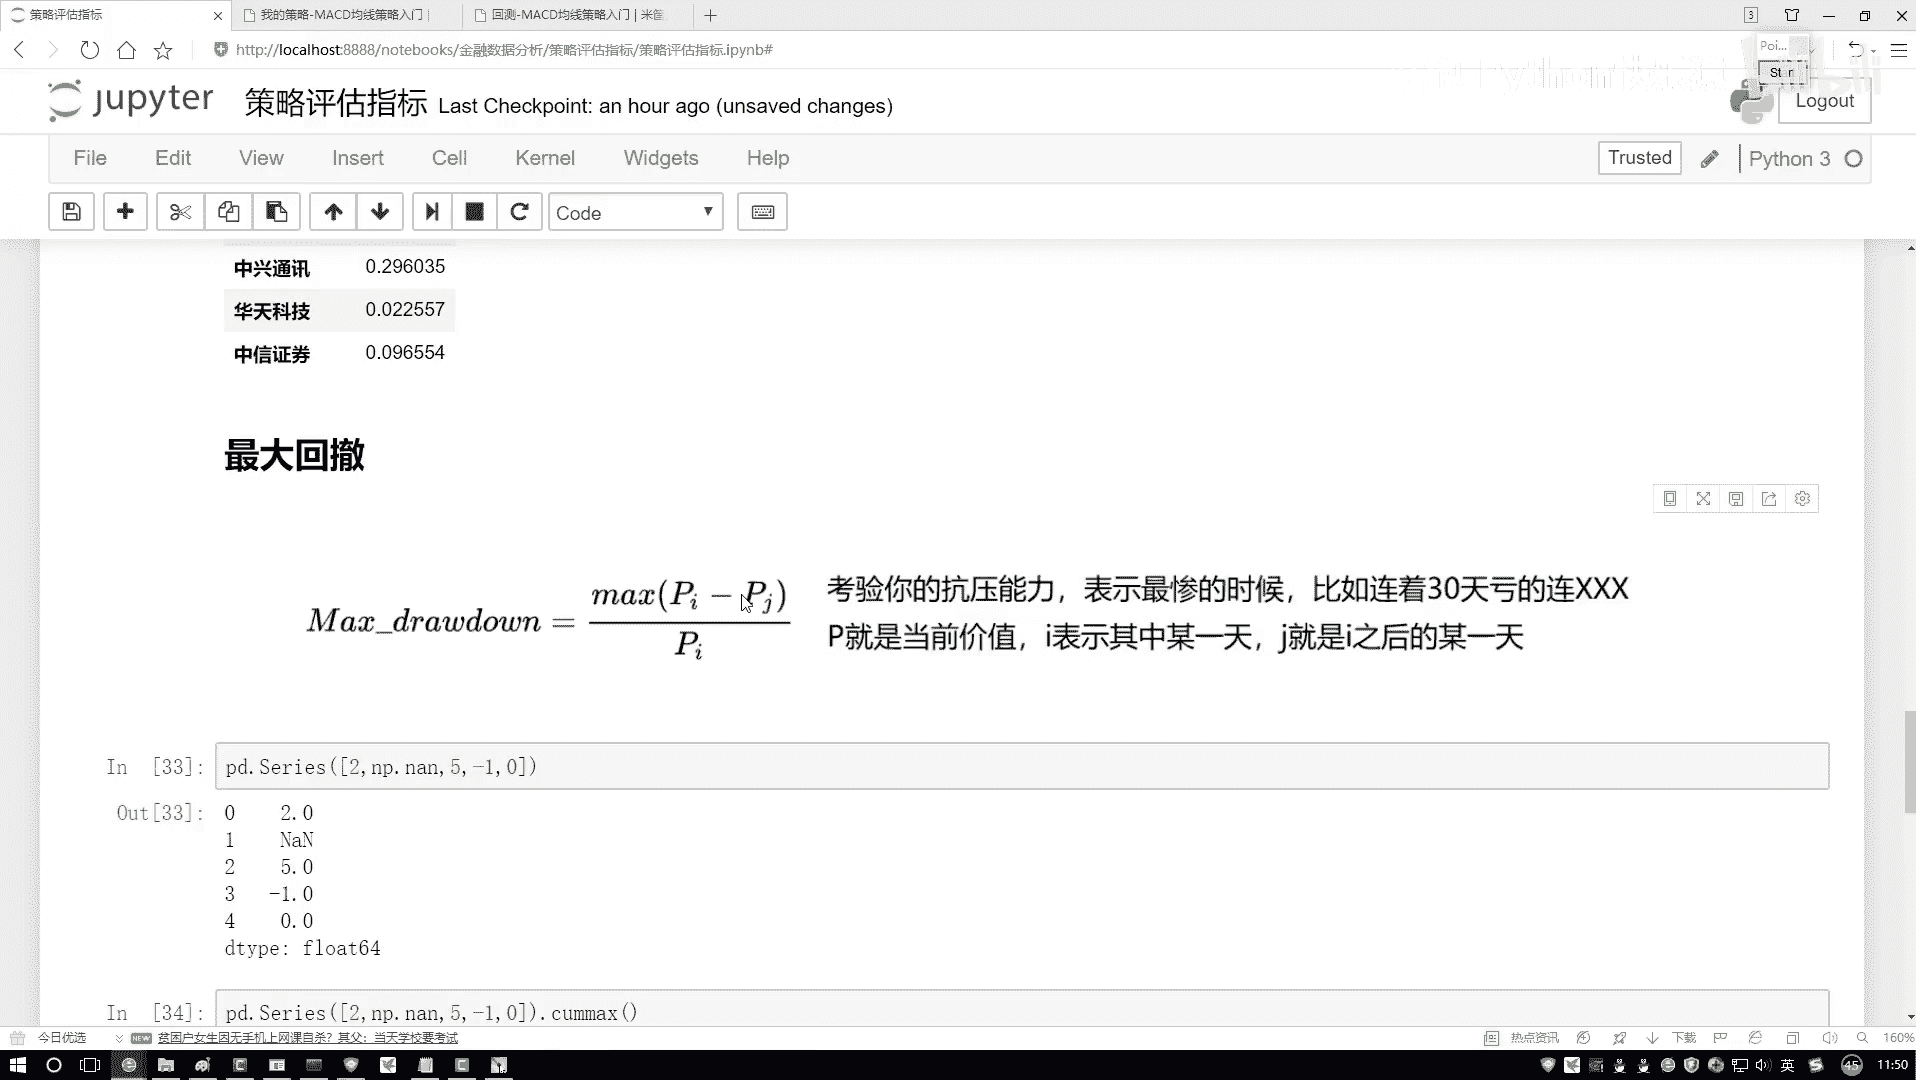 策略评估指标
我的策略-MACD均线策略入门 |
回测-MACD均线策略入门 | 米筐
3
http://localhost:8888/notebooks/金融数据分析/策略评估指标/策略评估指标.ipynb#
Poi...
jupyter 策略评估指标 Last Checkpoint: an hour ago (unsaved changes)
Logout
File Edit View Insert Cell Kernel Widgets Help
Trusted
Python 3
Code
中兴通讯 0.296035
华天科技 0.022557
中信证券 0.096554
最大回撤
Max_drawdown = max(P_i − P_j) / P_i
考验你的抗压能力，表示最惨的时候，比如连着30天亏的连XXX
P就是当前价值，i表示其中某一天，j就是i之后的某一天
In [33]: pd.Series([2,np.nan,5,-1,0])
Out[33]: 0 2.0
1 NaN
2 5.0
3 -1.0
4 0.0
dtype: float64
In [34]: pd.Series([2,np.nan,5,-1,0]).cummax()
今日优选
NEW 贫困户女生因无手机上网课自杀？其父：当天学校要考试
热点资讯
下载
160%
英
45
11:50